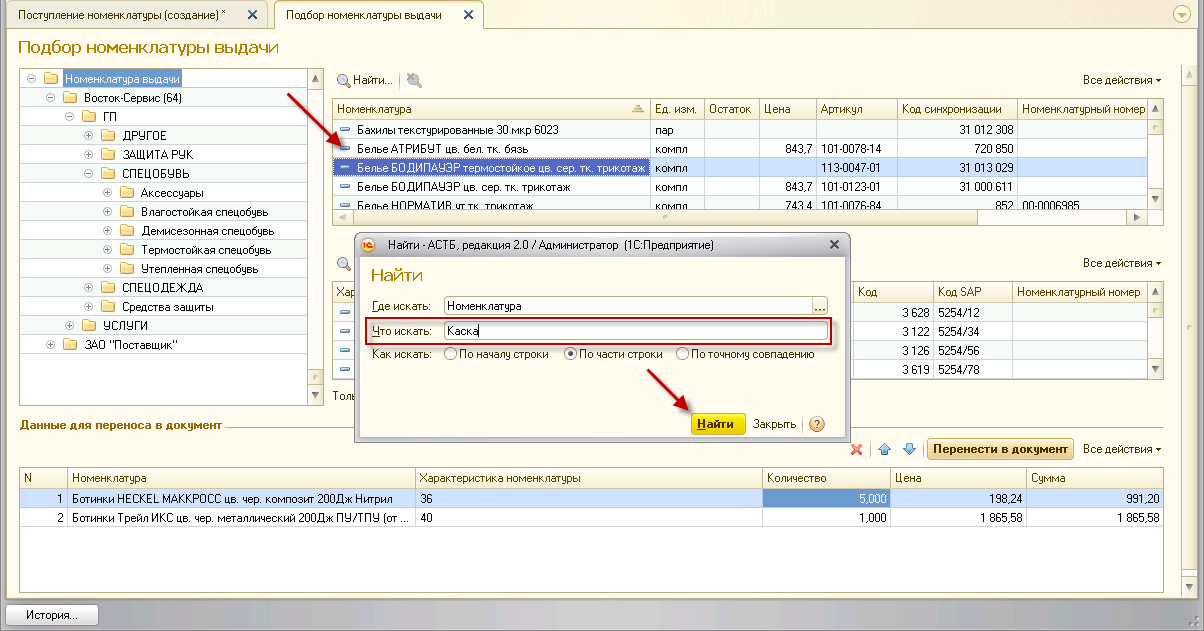 Поступление номенклатуры (создание) *
Подбор номенклатуры выдачи
Подбор номенклатуры выдачи
Номенклатура выдачи
Восток-Сервис (64)
ГП
ДРУГОЕ
ЗАЩИТА РУК
СПЕЦОБУВЬ
Аксессуары
Влагостойкая спецобувь
Демисезонная спецобувь
Термостойкая спецобувь
Утепленная спецобувь
СПЕЦОДЕЖДА
Средства защиты
УСЛУГИ
ЗАО "Поставщик"
Найти... Все действия
Номенклатура Ед. изм. Остаток Цена Артикул Код синхронизации Номенклатурный номер
Бахилы текстурированные 30 мкр 6023 пар 31 012 308
Белье АТРИБУТ цв. бел. тк. бязь компл 843,7 101-0078-14 720 850
Белье БОДИПАУЭР термостойкое цв. сер. тк. трикотаж компл 113-0047-01 31 013 029
Белье БОДИПАУЭР цв. сер. тк. трикотаж компл 843,7 101-0123-01 31 000 611
Белье НОРМАТИВ ут тк. трикотаж компл 743,4 101-0076-84 852 00-0006985
Все действия
Хар Код Код SAP Номенклатурный номер
3 628 5254/12
3 122 5254/34
3 126 5254/56
3 619 5254/78
Толь
Найти - АСТБ, редакция 2.0 / Администратор (1С:Предприятие)
Найти
Где искать: Номенклатура ...
Что искать: Каска
Как искать: По началу строки По части строки По точному совпадению
Найти Закрыть ?
Данные для переноса в документ
Перенести в документ Все действия
N Номенклатура Характеристика номенклатуры Количество Цена Сумма
1 Ботинки HECKEL МАККРОСС цв. чер. композит 200Дж Нитрил 36 5,000 198,24 991,20
2 Ботинки Трейл ИКС цв. чер. металлический 200Дж ПУ/ТПУ (от ... 40 1,000 1 865,58 1 865,58
История...